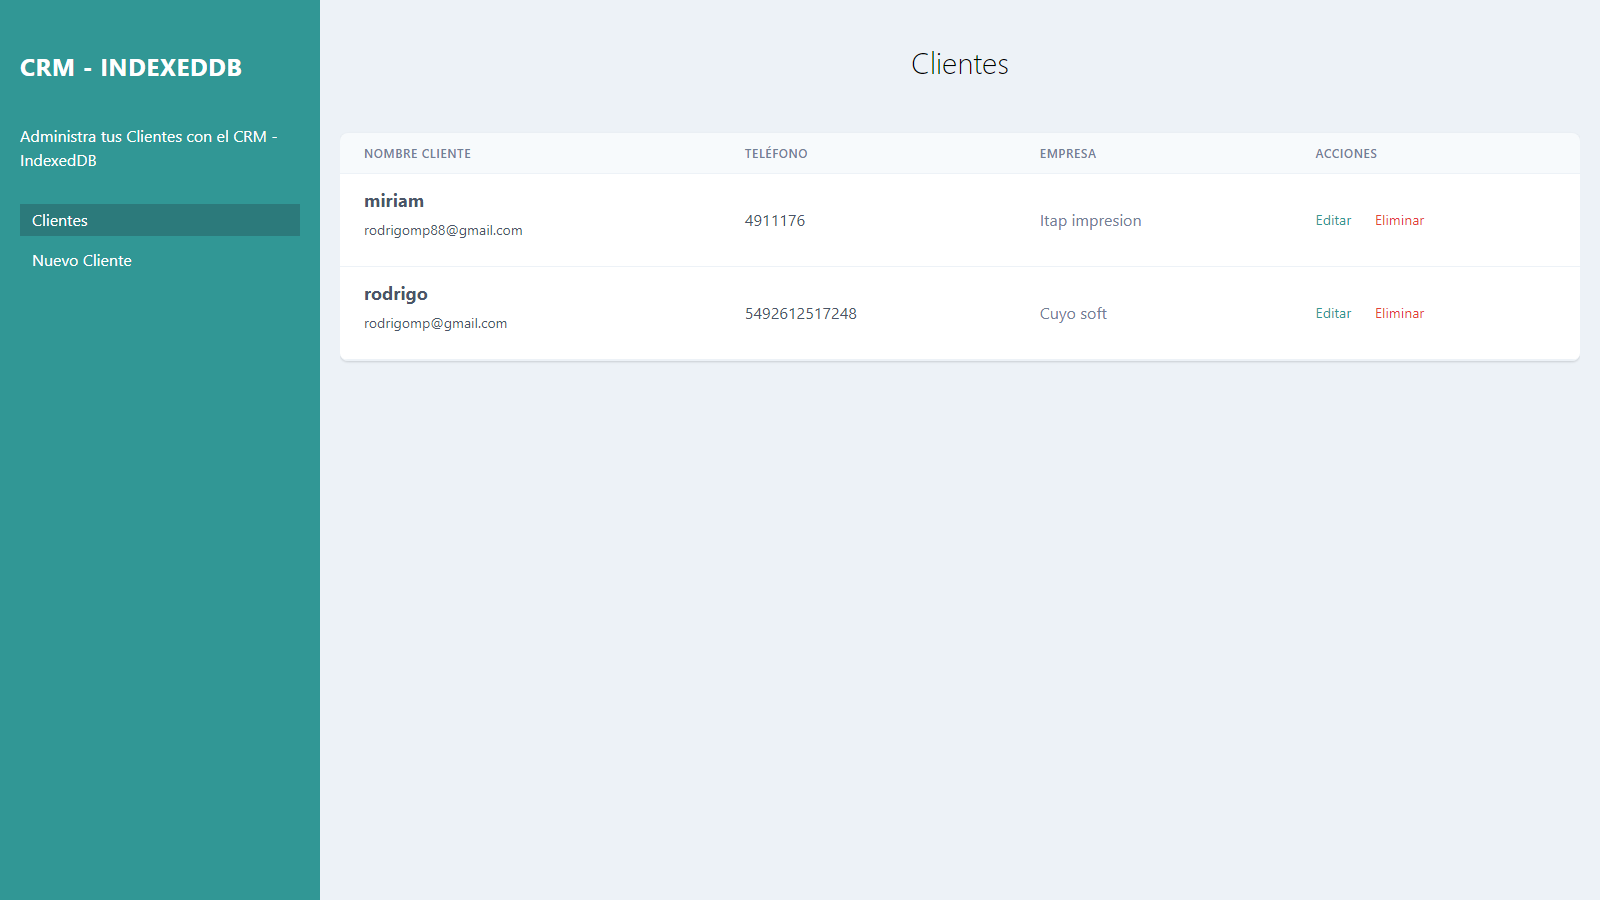 CRM - INDEXEDDB
Administra tus Clientes con el CRM -
IndexedDB
Clientes
Nuevo Cliente
Clientes
NOMBRE CLIENTE TELÉFONO EMPRESA ACCIONES
miriam
rodrigomp88@gmail.com
4911176 Itap impresion Editar Eliminar
rodrigo
rodrigomp@gmail.com
5492612517248 Cuyo soft Editar Eliminar